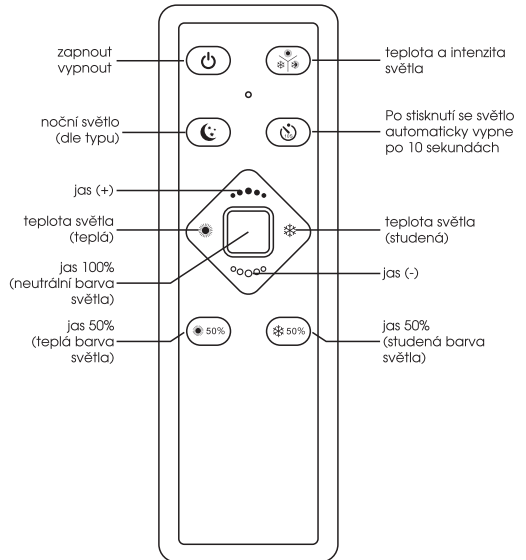 zapnout
vypnout
teplota a intenzita
světla
noční světlo
(dle typu)
Po stisknutí se světlo
automaticky vypne
po 10 sekundách
10S
jas (+)
teplota světla
(teplá)
teplota světla
(studená)
jas 100%
(neutrální barva
světla)
jas (-)
jas 50%
(teplá barva
světla)
50%
50%
jas 50%
(studená barva
světla)